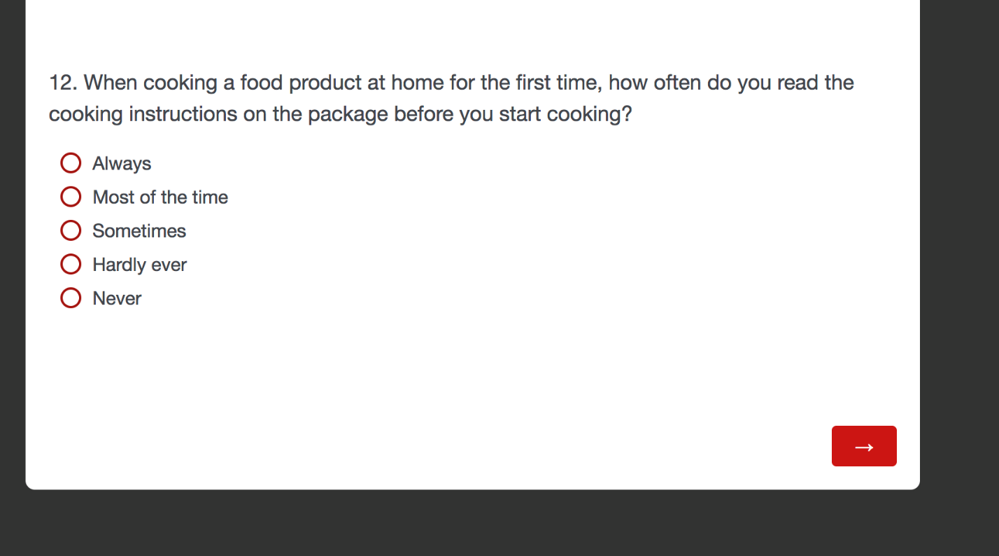 12. When cooking a food product at home for the first time, how often do you read the
cooking instructions on the package before you start cooking?
Always
Most of the time
Sometimes
Hardly ever
Never
→